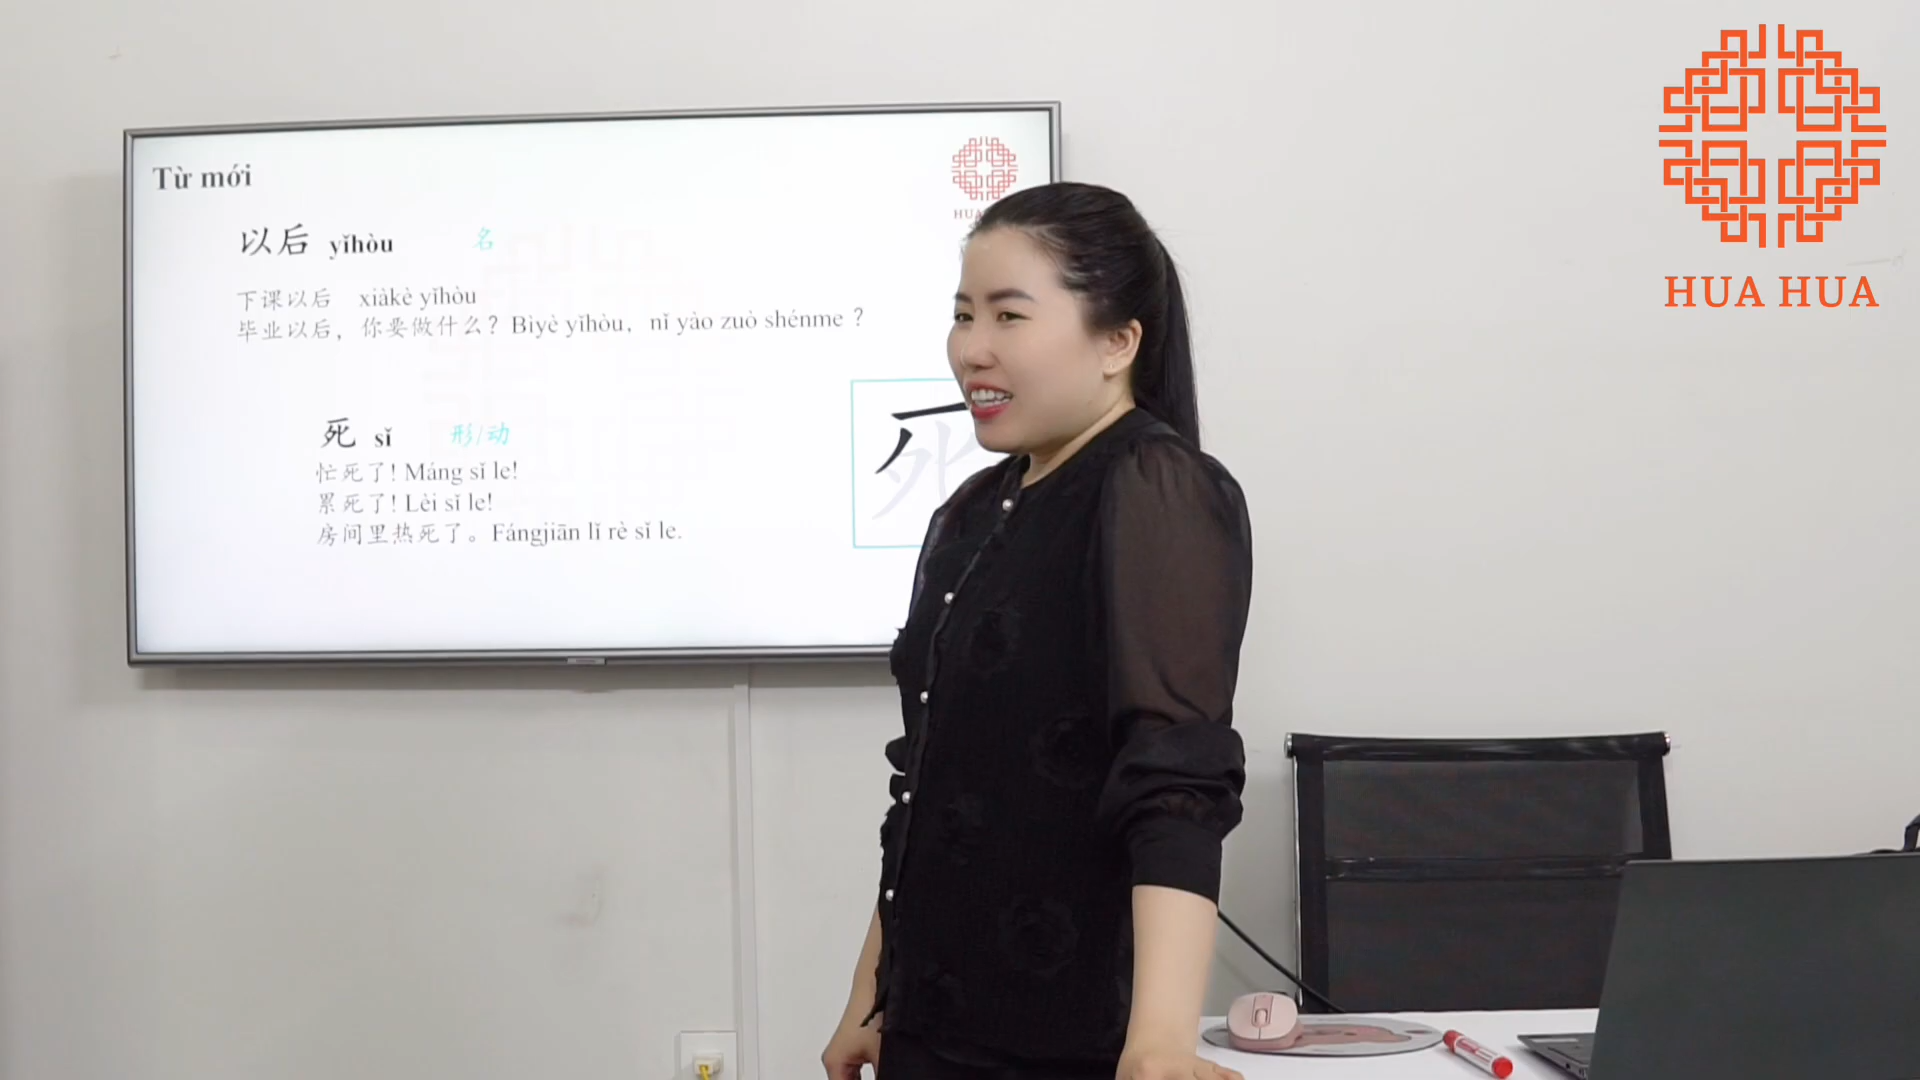 Từ mới
以后 yǐhòu 名
下课以后 xiàkè yǐhòu
毕业以后，你要做什么？Bìyè yǐhòu，nǐ yào zuò shénme？
死 sǐ 形/动
忙死了! Máng sǐ le!
累死了! Lèi sǐ le!
房间里热死了。Fángjiān lǐ rè sǐ le.
死
HUA HUA